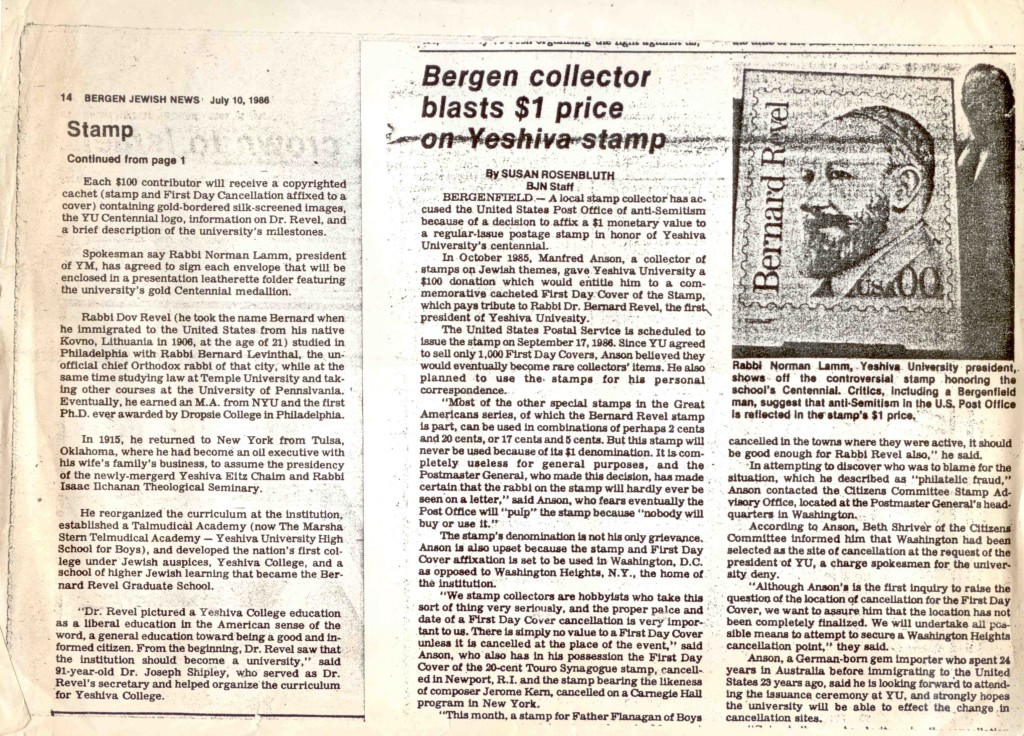 14 BERGEN JEWISH NEWS July 10, 1986
Stamp
Continued from page 1
Each $100 contributor will receive a copyrighted
cachet (stamp and First Day Cancellation affixed to a
cover) containing gold-bordered silk-screened images,
the YU Centennial logo, information on Dr. Revel, and
a brief description of the university's milestones.
Spokesman say Rabbi Norman Lamm, president
of YM, has agreed to sign each envelope that will be
enclosed in a presentation leatherette folder featuring
the university's gold Centennial medallion.
Rabbi Dov Revel (he took the name Bernard when
he immigrated to the United States from his native
Kovno, Lithuania in 1906, at the age of 21) studied in
Philadelphia with Rabbi Bernard Levinthal, the un-
official chief Orthodox rabbi of that city, while at the
same time studying law at Temple University and tak-
ing other courses at the University of Pennsivania.
Eventually, he earned an M.A. from NYU and the first
Ph.D. ever awarded by Dropsie College in Philadelphia.
In 1915, he returned to New York from Tulsa,
Oklahoma, where he had become an oil executive with
his wife's family's business, to assume the presidency
of the newly-mergerd Yeshiva Eitz Chaim and Rabbi
Isaac Ilchanan Theological Seminary.
He reorganized the curriculum at the institution,
established a Talmudical Academy (now The Marsha
Stern Telmudical Academy — Yeshiva University High
School for Boys), and developed the nation's first col-
lege under Jewish auspices, Yeshiva College, and a
school of higher Jewish learning that became the Ber-
nard Revel Graduate School.
"Dr. Revel pictured a Yeshiva College education
as a liberal education in the American sense of the
word, a general education toward being a good and in-
formed citizen. From the beginning, Dr. Revel saw that
the institution should become a university," said
91-year-old Dr. Joseph Shipley, who served as Dr.
Revel's secretary and helped organize the curriculum
for Yeshiva College.
Bergen collector
blasts $1 price
on Yeshiva stamp
By SUSAN ROSENBLUTH
BJN Staff
BERGENFIELD — A local stamp collector has ac-
cused the United States Post Office of anti-Semitism
because of a decision to affix a $1 monetary value to
a regular-issue postage stamp in honor of Yeshiva
University's centennial.
In October 1985, Manfred Anson, a collector of
stamps on Jewish themes, gave Yeshiva University a
$100 donation which would entitle him to a com-
memorative cacheted First Day Cover of the Stamp,
which pays tribute to Rabbi Dr. Bernard Revel, the first
president of Yeshiva Univesity.
The United States Postal Service is scheduled to
issue the stamp on September 17, 1986. Since YU agreed
to sell only 1,000 First Day Covers, Anson believed they
would eventually become rare collectors' items. He also
planned to use the stamps for his personal
correspondence.
"Most of the other special stamps in the Great
Americans series, of which the Bernard Revel stamp
is part, can be used in combinations of perhaps 2 cents
and 20 cents, or 17 cents and 5 cents. But this stamp will
never be used because of its $1 denomination. It is com-
pletely useless for general purposes, and the
Postmaster General, who made this decision, has made
certain that the rabbi on the stamp will hardly ever be
seen on a letter," said Anson, who fears eventually the
Post Office will "pulp" the stamp because "nobody will
buy or use it."
The stamp's denomination is not his only grievance.
Anson is also upset because the stamp and First Day
Cover affixation is set to be used in Washington, D.C.
as opposed to Washington Heights, N.Y., the home of
the institution.
"We stamp collectors are hobbyists who take this
sort of thing very seriously, and the proper palce and
date of a First Day Cover cancellation is very impor-
tant to us. There is simply no value to a First Day Cover
unless it is cancelled at the place of the event," said
Anson, who also has in his possession the First Day
Cover of the 20-cent Touro Synagogue stamp, cancell-
ed in Newport, R.I. and the stamp bearing the likeness
of composer Jerome Kern, cancelled on a Carnegie Hall
program in New York.
"This month, a stamp for Father Flanagan of Boys
Bernard Revel
USA 00
Rabbi Norman Lamm, Yeshiva University president,
shows off the controversial stamp honoring the
school's Centennial. Critics, including a Bergenfield
man, suggest that anti-Semitism in the U.S. Post Office
is reflected in the stamp's $1 price.
cancelled in the towns where they were active, it should
be good enough for Rabbi Revel also," he said.
In attempting to discover who was to blame for the
situation, which he described as "philatelic fraud,"
Anson contacted the Citizens Committee Stamp Ad-
visory Office, located at the Postmaster General's head-
quarters in Washington.
According to Anson, Beth Shriver of the Citizens
Committee informed him that Washington had been
selected as the site of cancellation at the request of the
president of YU, a charge spokesmen for the univer-
sity deny.
"Although Anson's is the first inquiry to raise the
question of the location of cancellation for the First Day
Cover, we want to assure him that the location has not
been completely finalized. We will undertake all pos-
sible means to attempt to secure a Washington Heights
cancellation point," they said.
Anson, a German-born gem importer who spent 24
years in Australia before immigrating to the United
States 23 years ago, said he is looking forward to attend-
ing the issuance ceremony at YU, and strongly hopes
the university will be able to effect the change in
cancellation sites.